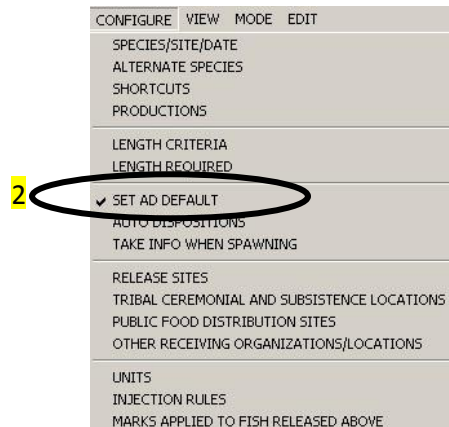 CONFIGURE VIEW MODE EDIT
SPECIES/SITE/DATE
ALTERNATE SPECIES
SHORTCUTS
PRODUCTIONS
LENGTH CRITERIA
LENGTH REQUIRED
2 ✓ SET AD DEFAULT
AUTO DISPOSITIONS
TAKE INFO WHEN SPAWNING
RELEASE SITES
TRIBAL CEREMONIAL AND SUBSISTENCE LOCATIONS
PUBLIC FOOD DISTRIBUTION SITES
OTHER RECEIVING ORGANIZATIONS/LOCATIONS
UNITS
INJECTION RULES
MARKS APPLIED TO FISH RELEASED ABOVE